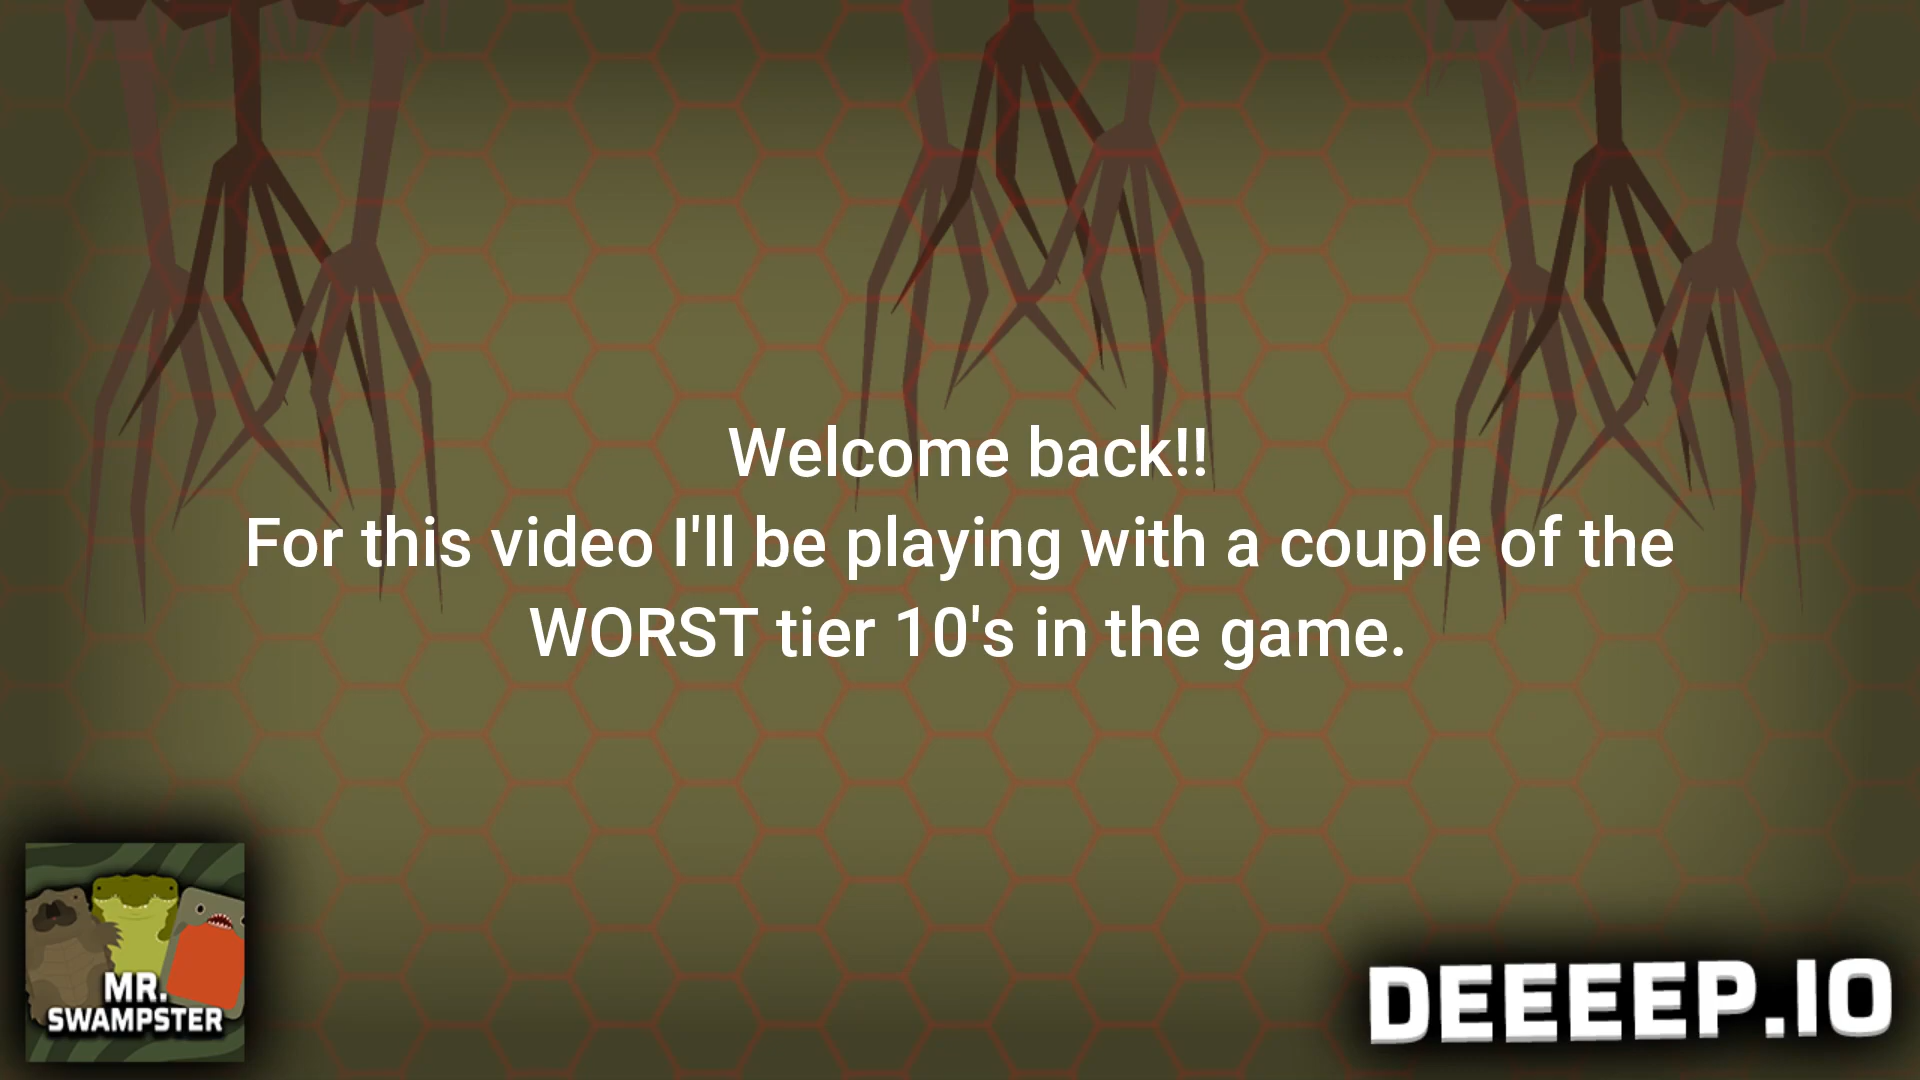 Welcome back!!
For this video I'll be playing with a couple of the
WORST tier 10's in the game.
MR.
SWAMPSTER
DEEEEP.IO